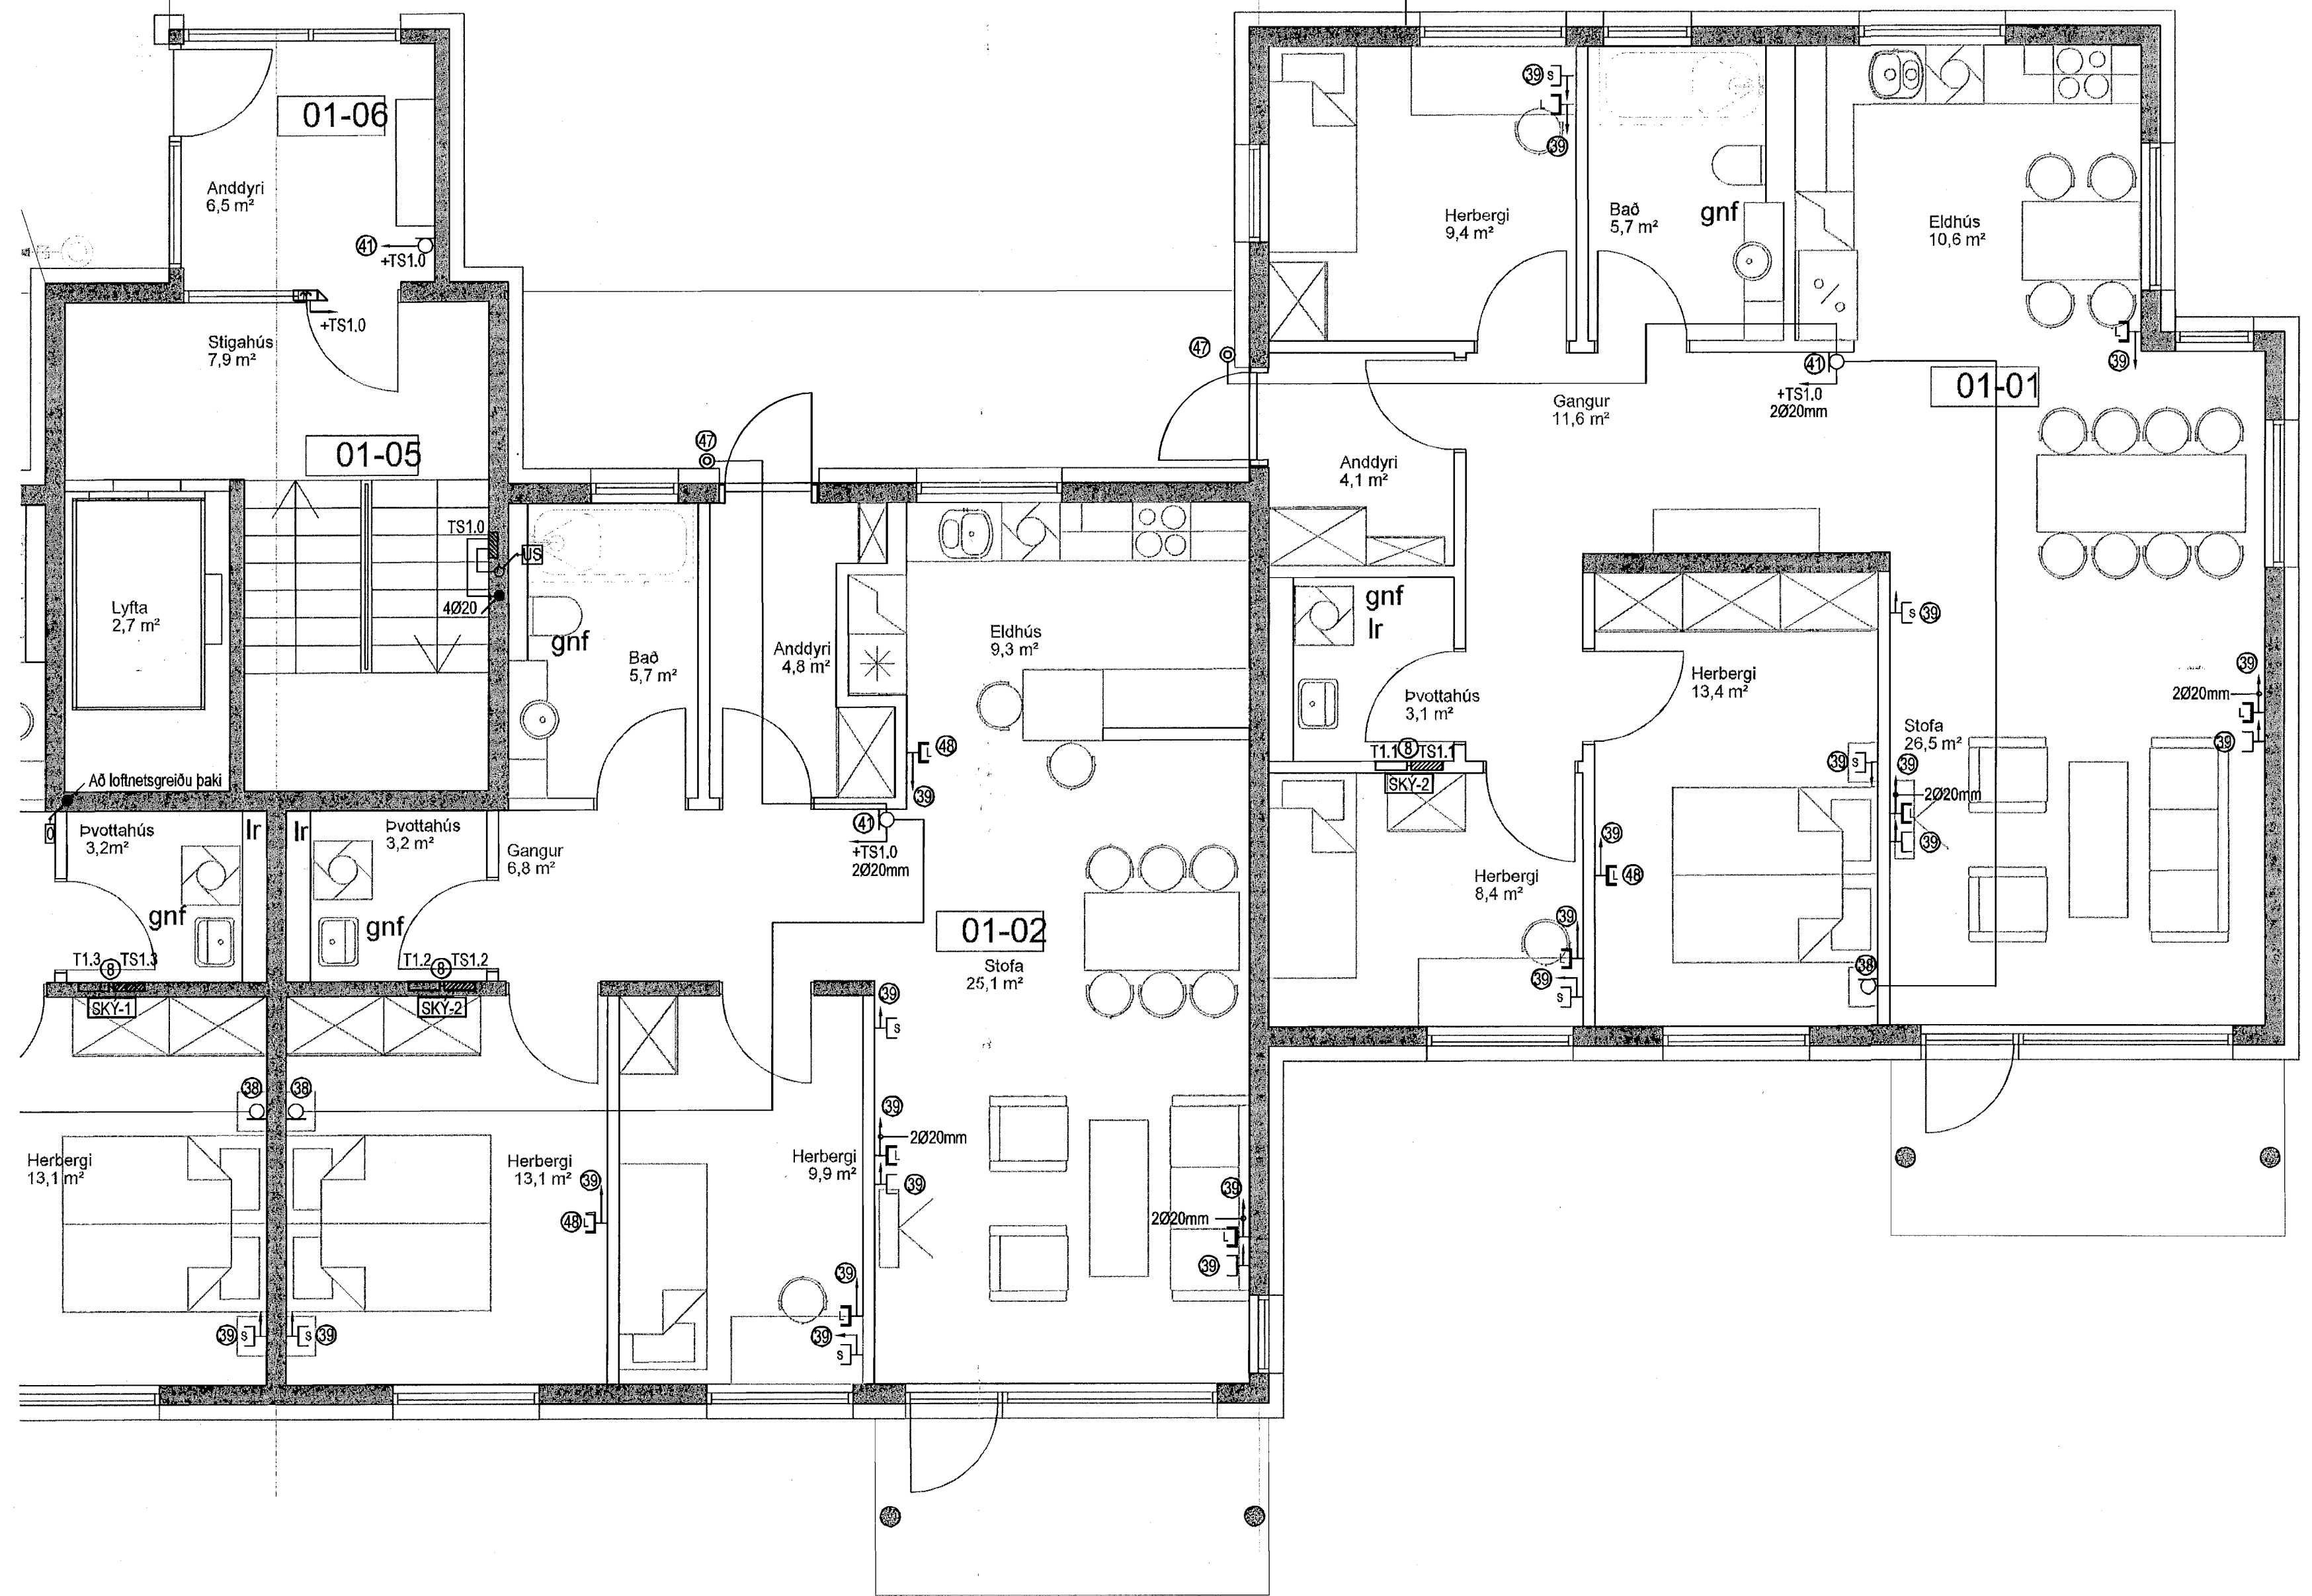 01-06
Anddyri
6,5 m²
41
+TS1.0
+TS1.0
Stigahús
7,9 m²
01-05
TS1.0
US
4Ø20
Lyfta
2,7 m²
Að loftnetsgreiðu þaki
0
Þvottahús
3,2m²
lr
gnf
T1.3
8
TS1.3
SKÝ-1
38
Herbergi
13,1 m²
39
s
lr
Þvottahús
3,2 m²
gnf
T1.2
8
TS1.2
SKÝ-2
38
Herbergi
13,1 m²
39
48
L
s
39
47
gnf
Bað
5,7 m²
Anddyri
4,8 m²
Eldhús
9,3 m²
L
48
39
Gangur
6,8 m²
41
+TS1.0
2Ø20mm
01-02
Stofa
25,1 m²
39
s
39
2Ø20mm
L
39
Herbergi
9,9 m²
39
L
39
s
39
2Ø20mm
L
39
39
s
L
39
Herbergi
9,4 m²
Bað
5,7 m²
gnf
Eldhús
10,6 m²
L
39
47
41
+TS1.0
2Ø20mm
01-01
Gangur
11,6 m²
Anddyri
4,1 m²
gnf
lr
Þvottahús
3,1 m²
T1.1
8
TS1.1
SKÝ-2
Herbergi
8,4 m²
39
L
39
s
Herbergi
13,4 m²
39
L
48
39
s
38
s
39
Stofa
26,5 m²
39
2Ø20mm
L
39
39
2Ø20mm
L
39